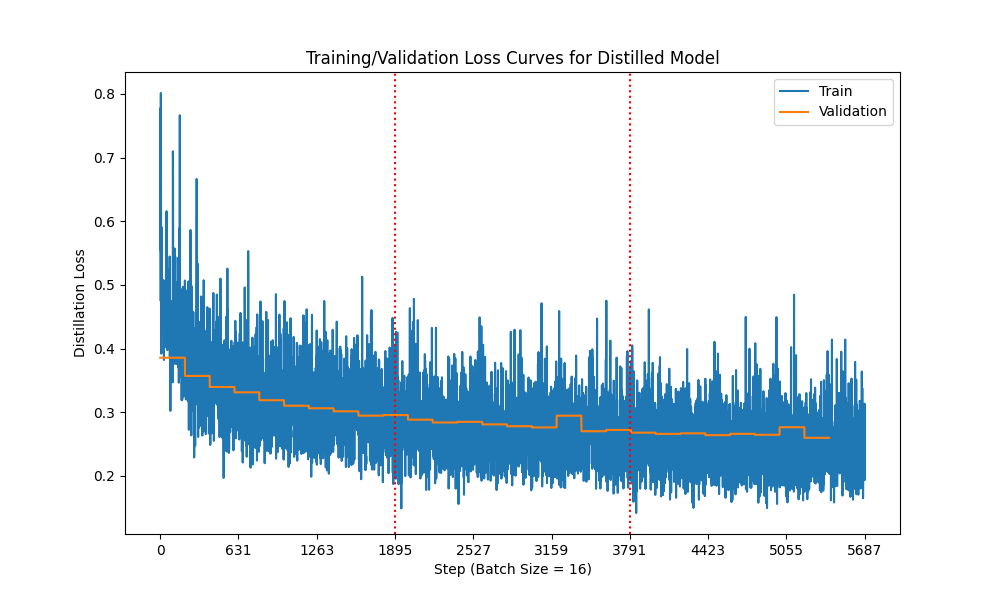 Training/Validation Loss Curves for Distilled Model
Train
Validation
Distillation Loss
0.8
0.7
0.6
0.5
0.4
0.3
0.2
0 631 1263 1895 2527 3159 3791 4423 5055 5687
Step (Batch Size = 16)